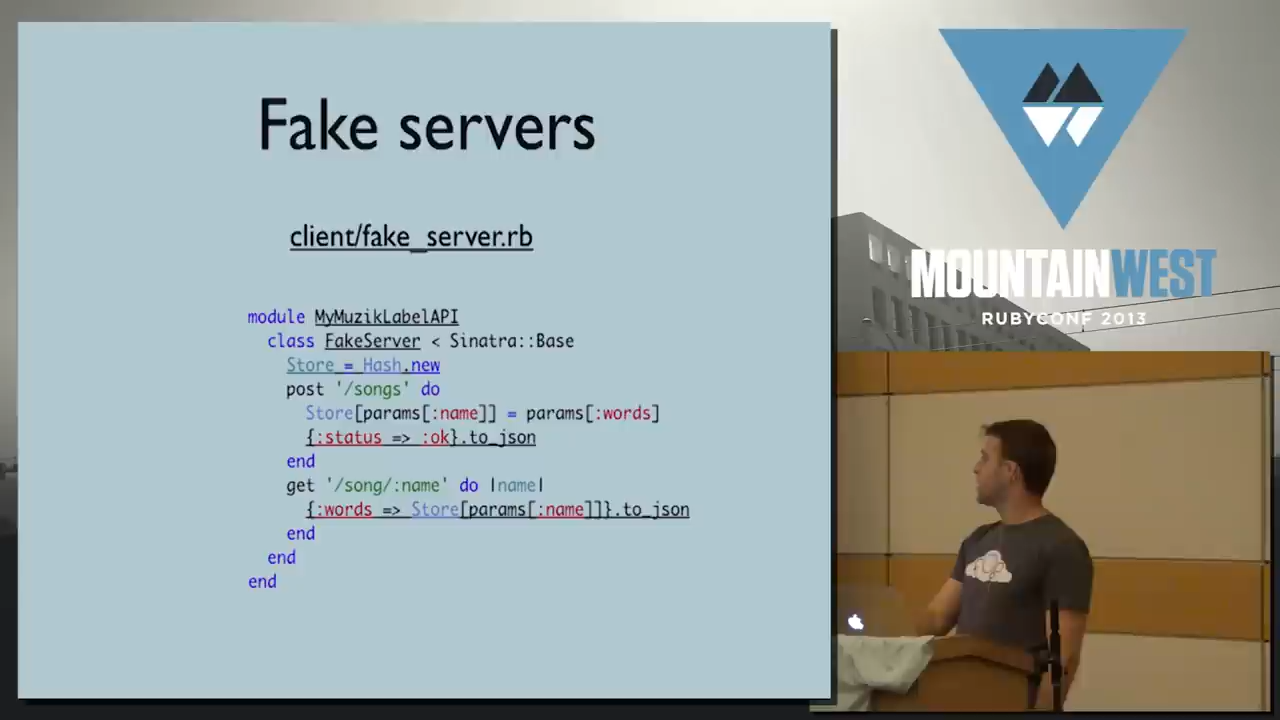 Fake servers
client/fake_server.rb
module MyMuzikLabelAPI
class FakeServer < Sinatra::Base
Store = Hash.new
post '/songs' do
Store[params[:name]] = params[:words]
{:status => :ok}.to_json
end
get '/song/:name' do |name|
{:words => Store[params[:name]]}.to_json
end
end
end
MOUNTAINWEST
RUBYCONF 2013